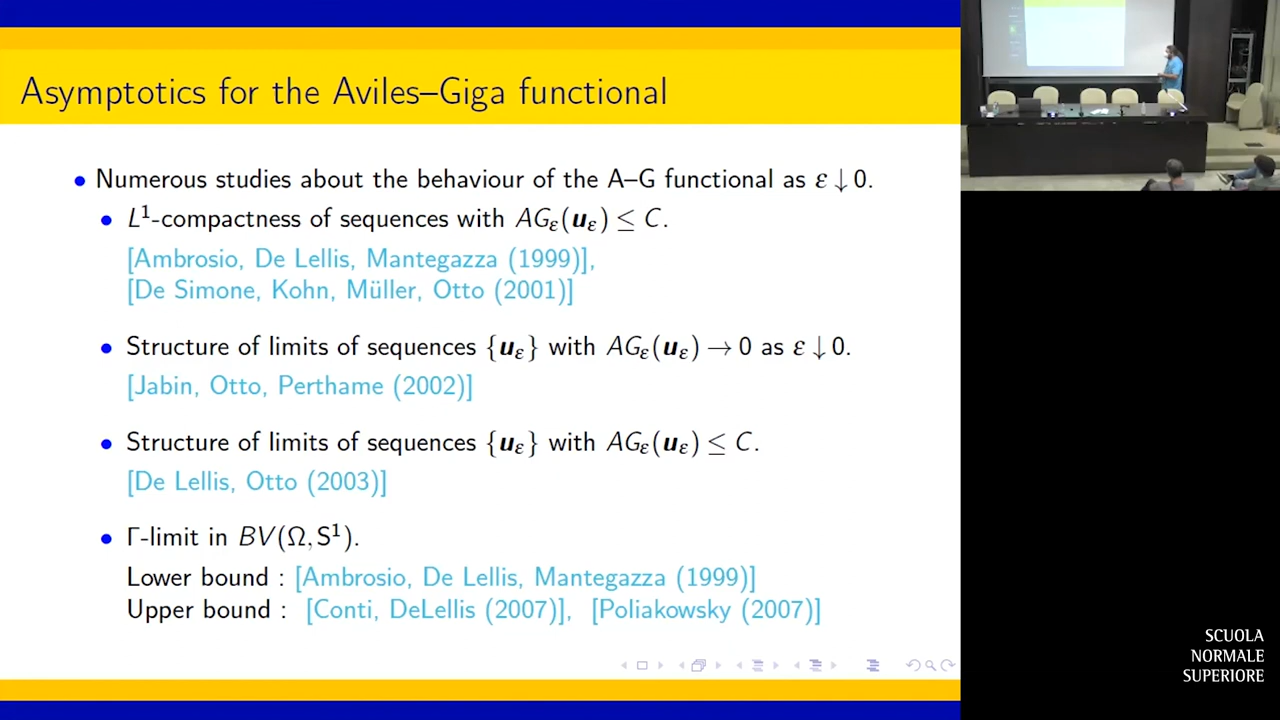 Asymptotics for the Aviles–Giga functional
• Numerous studies about the behaviour of the A–G functional as ε ↓ 0.
• L¹-compactness of sequences with AGε(uε) ≤ C.
[Ambrosio, De Lellis, Mantegazza (1999)],
[De Simone, Kohn, Müller, Otto (2001)]
• Structure of limits of sequences {uε} with AGε(uε) → 0 as ε ↓ 0.
[Jabin, Otto, Perthame (2002)]
• Structure of limits of sequences {uε} with AGε(uε) ≤ C.
[De Lellis, Otto (2003)]
• Γ-limit in BV(Ω, S¹).
Lower bound : [Ambrosio, De Lellis, Mantegazza (1999)]
Upper bound : [Conti, DeLellis (2007)], [Poliakowsky (2007)]
SCUOLA
NORMALE
SUPERIORE